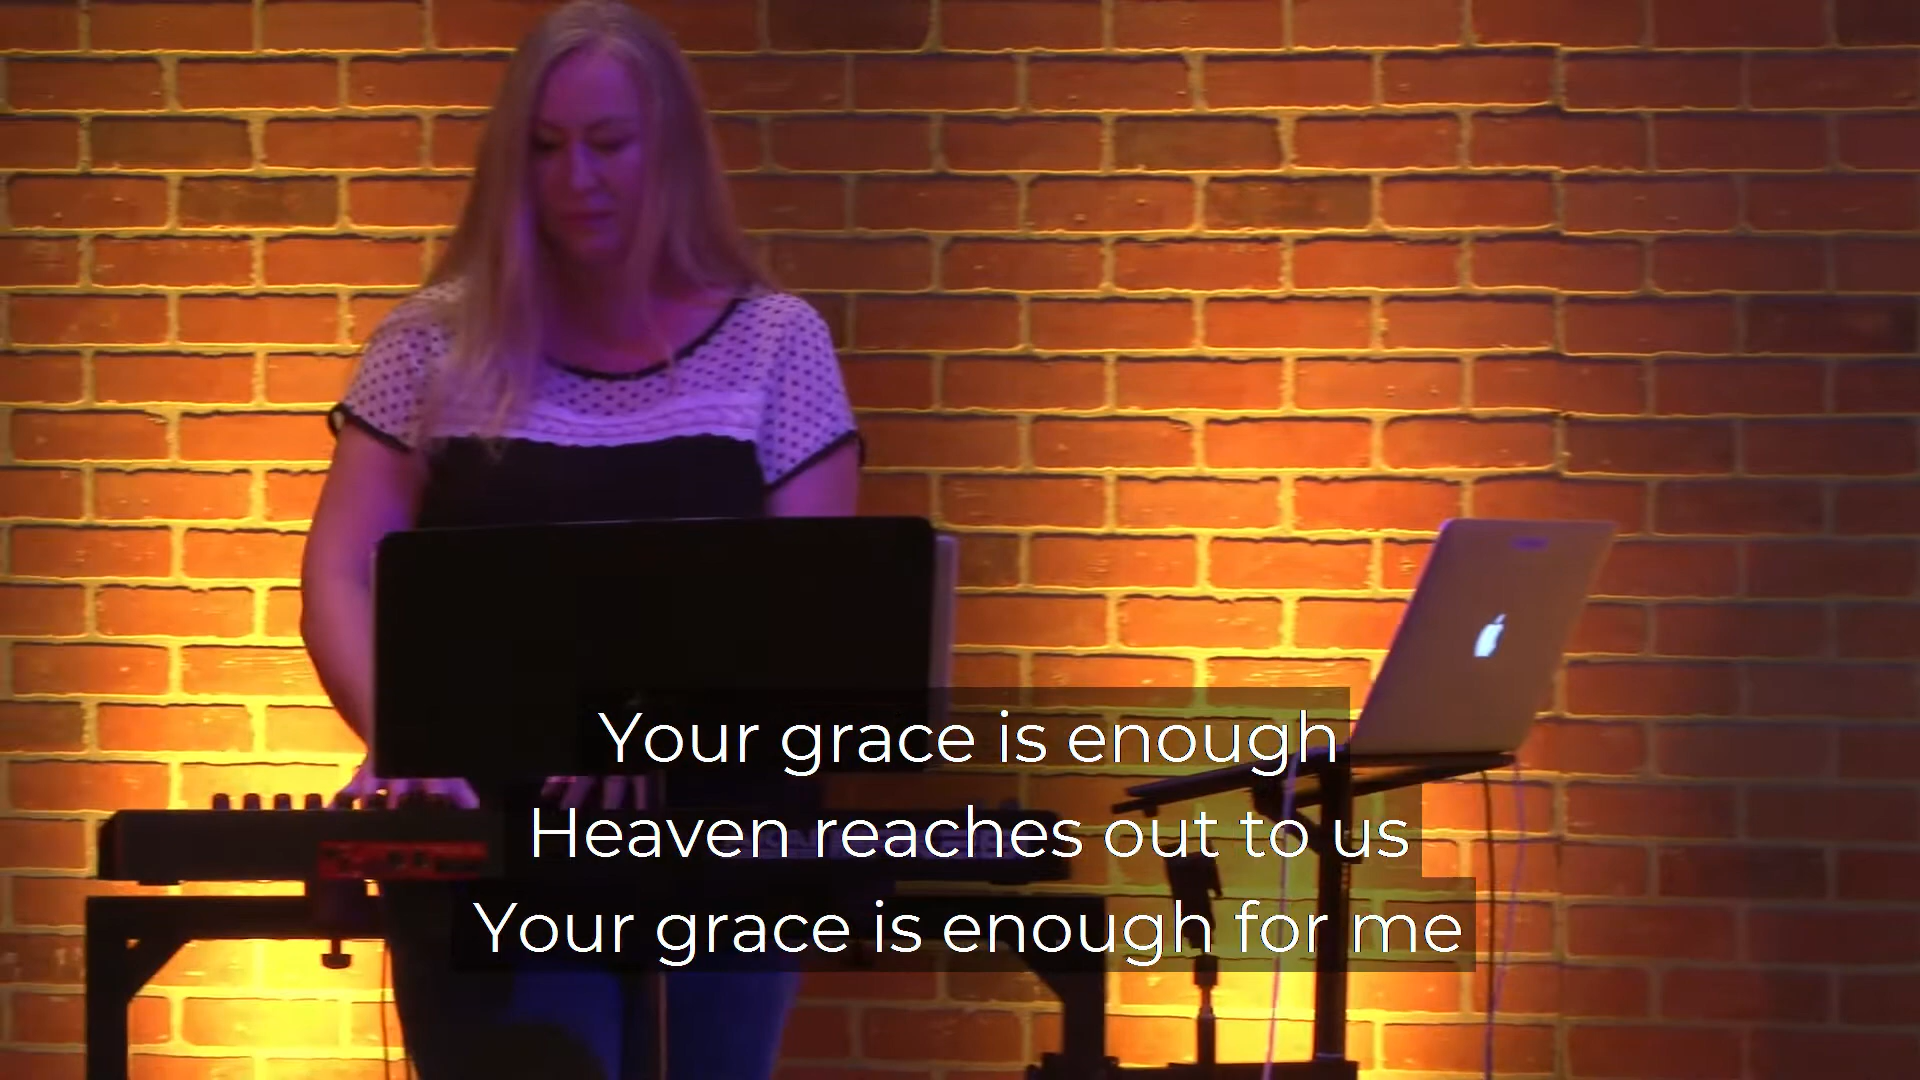 Your grace is enough
Heaven reaches out to us
Your grace is enough for me